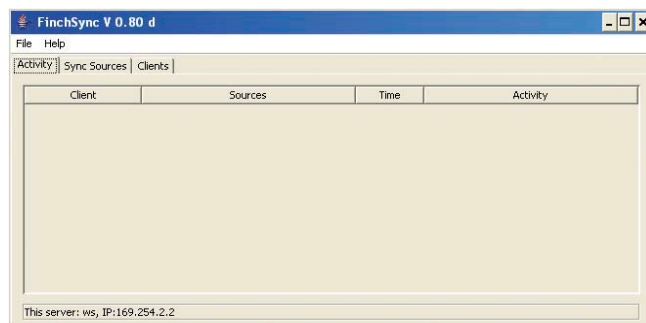 FinchSync V 0.80 d
File Help
Activity Sync Sources Clients
Client Sources Time Activity
This server: ws, IP:169.254.2.2